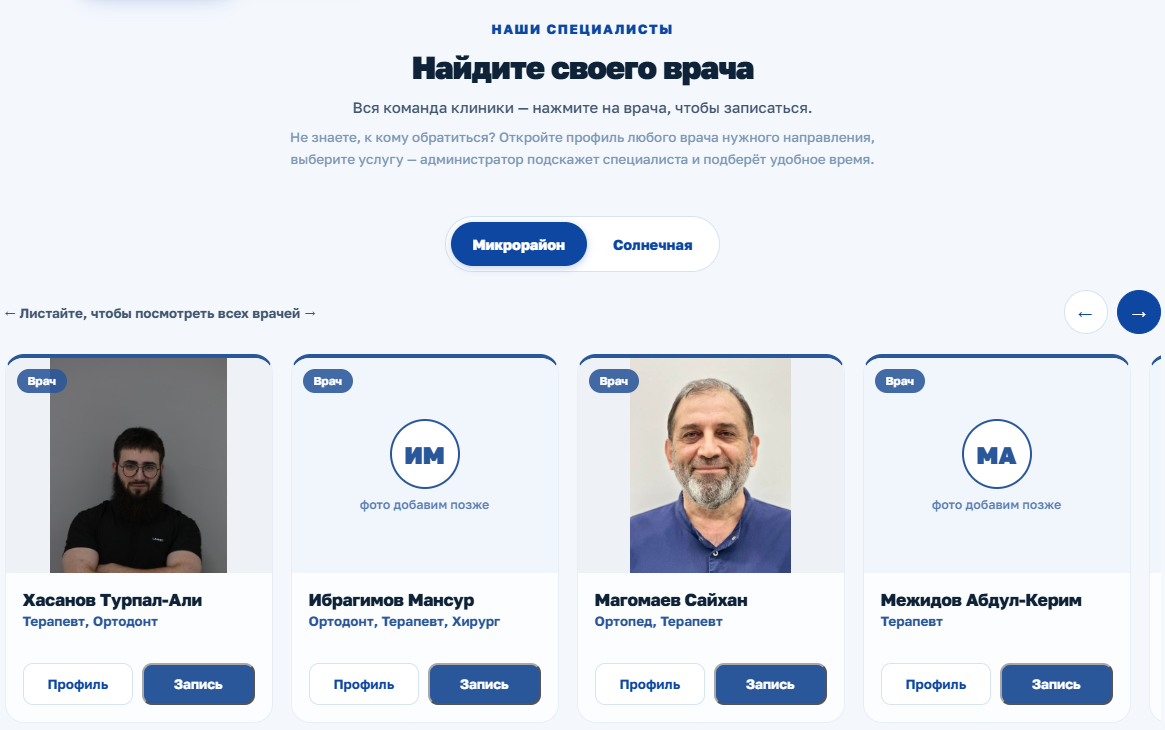 НАШИ СПЕЦИАЛИСТЫ
Найдите своего врача
Вся команда клиники — нажмите на врача, чтобы записаться.
Не знаете, к кому обратиться? Откройте профиль любого врача нужного направления,
выберите услугу — администратор подскажет специалиста и подберёт удобное время.
Микрорайон
Солнечная
← Листайте, чтобы посмотреть всех врачей →
← →
Врач
Хасанов Турпал-Али
Терапевт, Ортодонт
Профиль
Запись
Врач
ИМ
фото добавим позже
Ибрагимов Мансур
Ортодонт, Терапевт, Хирург
Профиль
Запись
Врач
Магомаев Сайхан
Ортопед, Терапевт
Профиль
Запись
Врач
МА
фото добавим позже
Межидов Абдул-Керим
Терапевт
Профиль
Запись